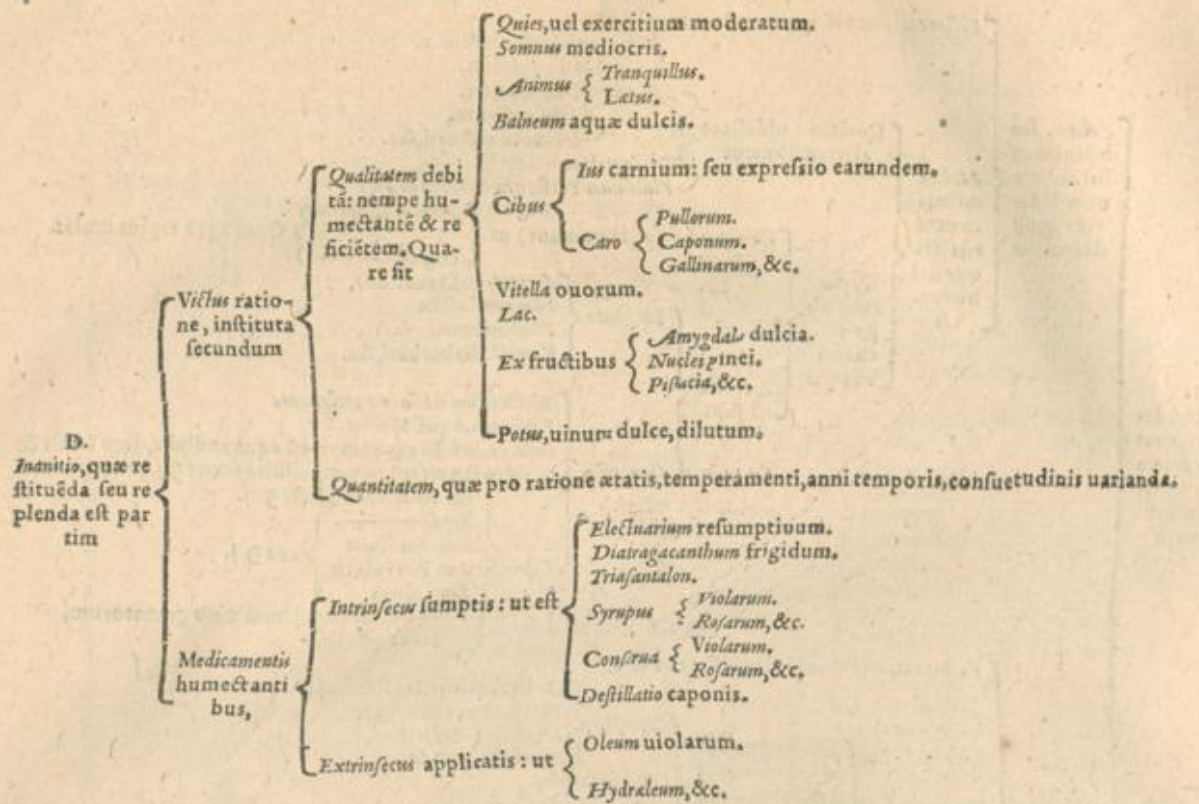 D.
Inanitio, quæ re
ſtituẽda ſeu re
plenda eſt par
tim
Victus ratio-
ne, inſtituta
ſecundum
Qualitatem debi
tã: nempe hu-
mectantẽ & re
ficiẽtem. Qua-
re ſit
Quies, uel exercitium moderatum.
Somnus mediocris.
Animus
Tranquillus.
Lætus.
Balneum aquæ dulcis.
Cibus
Ius carnium: ſeu expreſsio earundem.
Caro
Pullorum.
Caponum.
Gallinarum, &c.
Vitella ouorum.
Lac.
Ex fructibus
Amygdalæ dulcia.
Nuclei pinei.
Piſtacia, &c.
Potus, uinum dulce, dilutum.
Quantitatem, quæ pro ratione ætatis, temperamenti, anni temporis, conſuetudinis uarianda.
Medicamentis
humectanti
bus,
Intrinſecus ſumptis: ut eſt
Electuarium reſumptiuum.
Diatragacanthum frigidum.
Triaſantalon.
Syrupus
Violarum.
Roſarum, &c.
Conſerua
Violarum.
Roſarum, &c.
Deſtillatio caponis.
Extrinſecus applicatis: ut
Oleum uiolarum.
Hydræleum, &c.